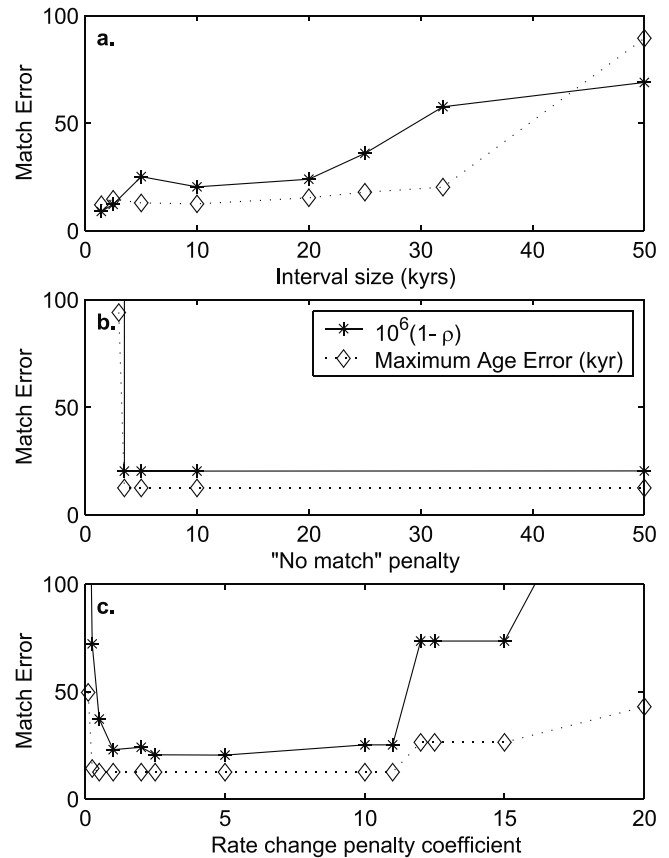 100
a.
50
0
Match Error
0 10 20 30 40 50
Interval size (kyrs)
100
b.
50
0
Match Error
10⁶(1- ρ)
Maximum Age Error (kyr)
0 10 20 30 40 50
"No match" penalty
100
c.
50
0
Match Error
0 5 10 15 20
Rate change penalty coefficient